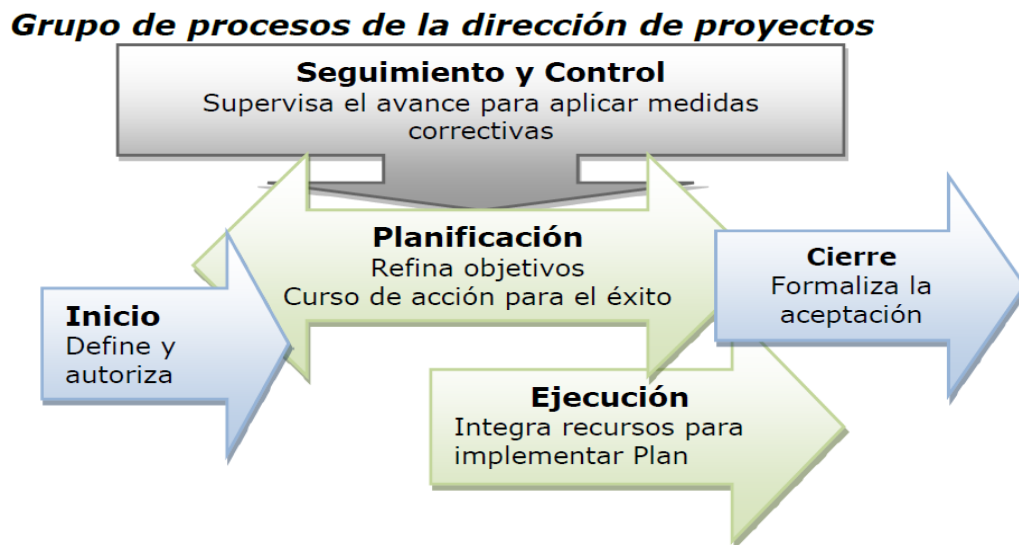 Grupo de procesos de la dirección de proyectos
Seguimiento y Control
Supervisa el avance para aplicar medidas
correctivas
Planificación
Refina objetivos
Curso de acción para el éxito
Inicio
Define y
autoriza
Cierre
Formaliza la
aceptación
Ejecución
Integra recursos para
implementar Plan